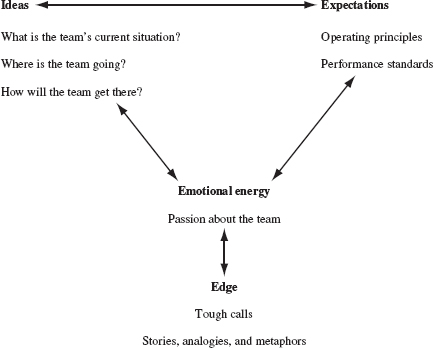 Ideas
Expectations
What is the team's current situation?
Where is the team going?
How will the team get there?
Operating principles
Performance standards
Emotional energy
Passion about the team
Edge
Tough calls
Stories, analogies, and metaphors